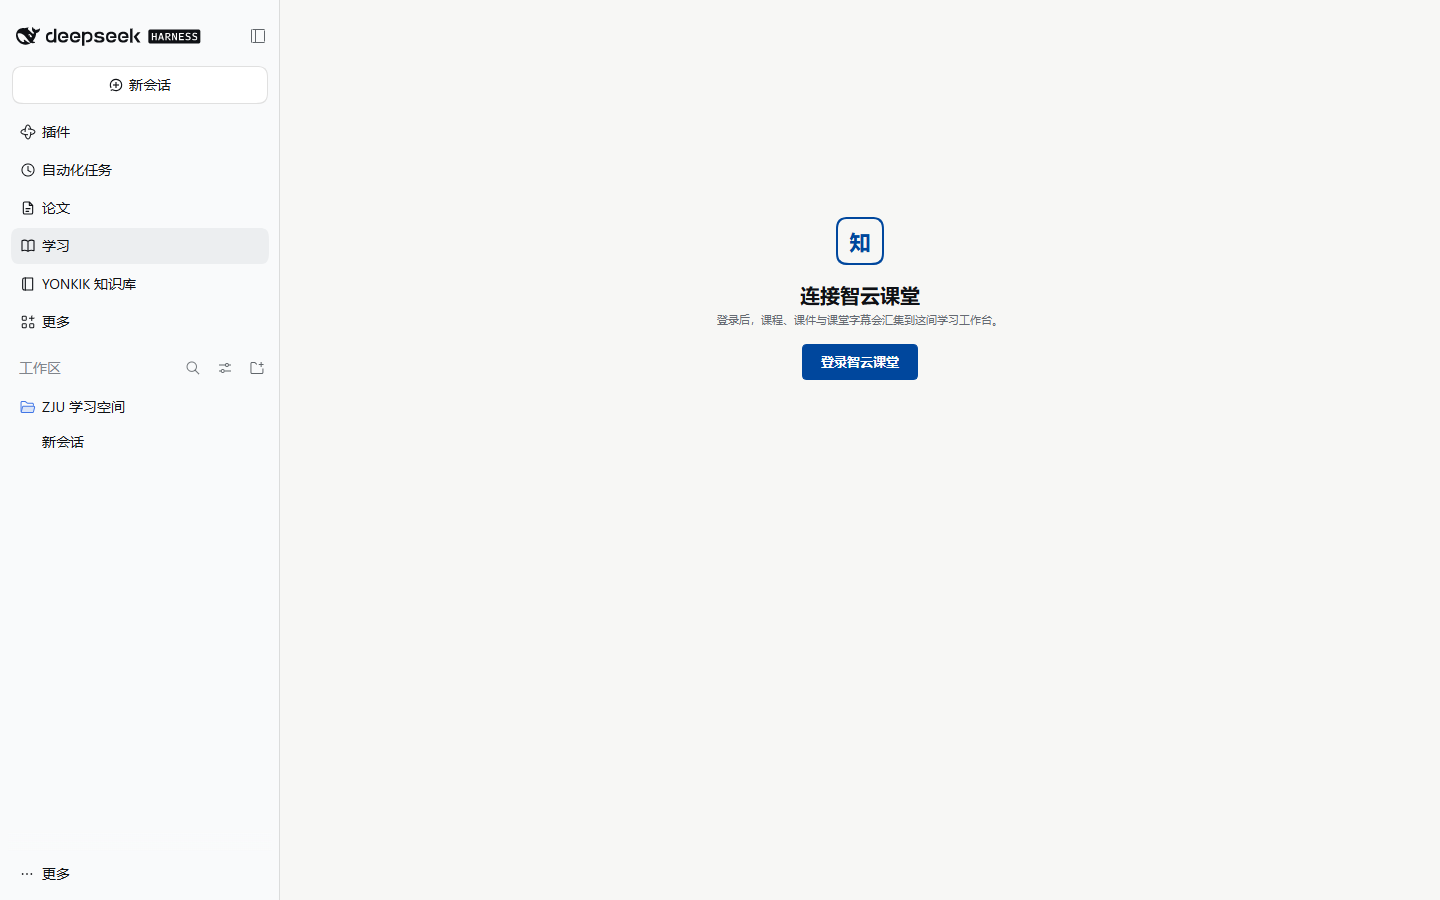 deepseek HARNESS
新会话
插件
自动化任务
论文
学习
YONKIK 知识库
更多
工作区
ZJU 学习空间
新会话
更多
知
连接智云课堂
登录后，课程、课件与课堂字幕会汇集到这间学习工作台。
登录智云课堂